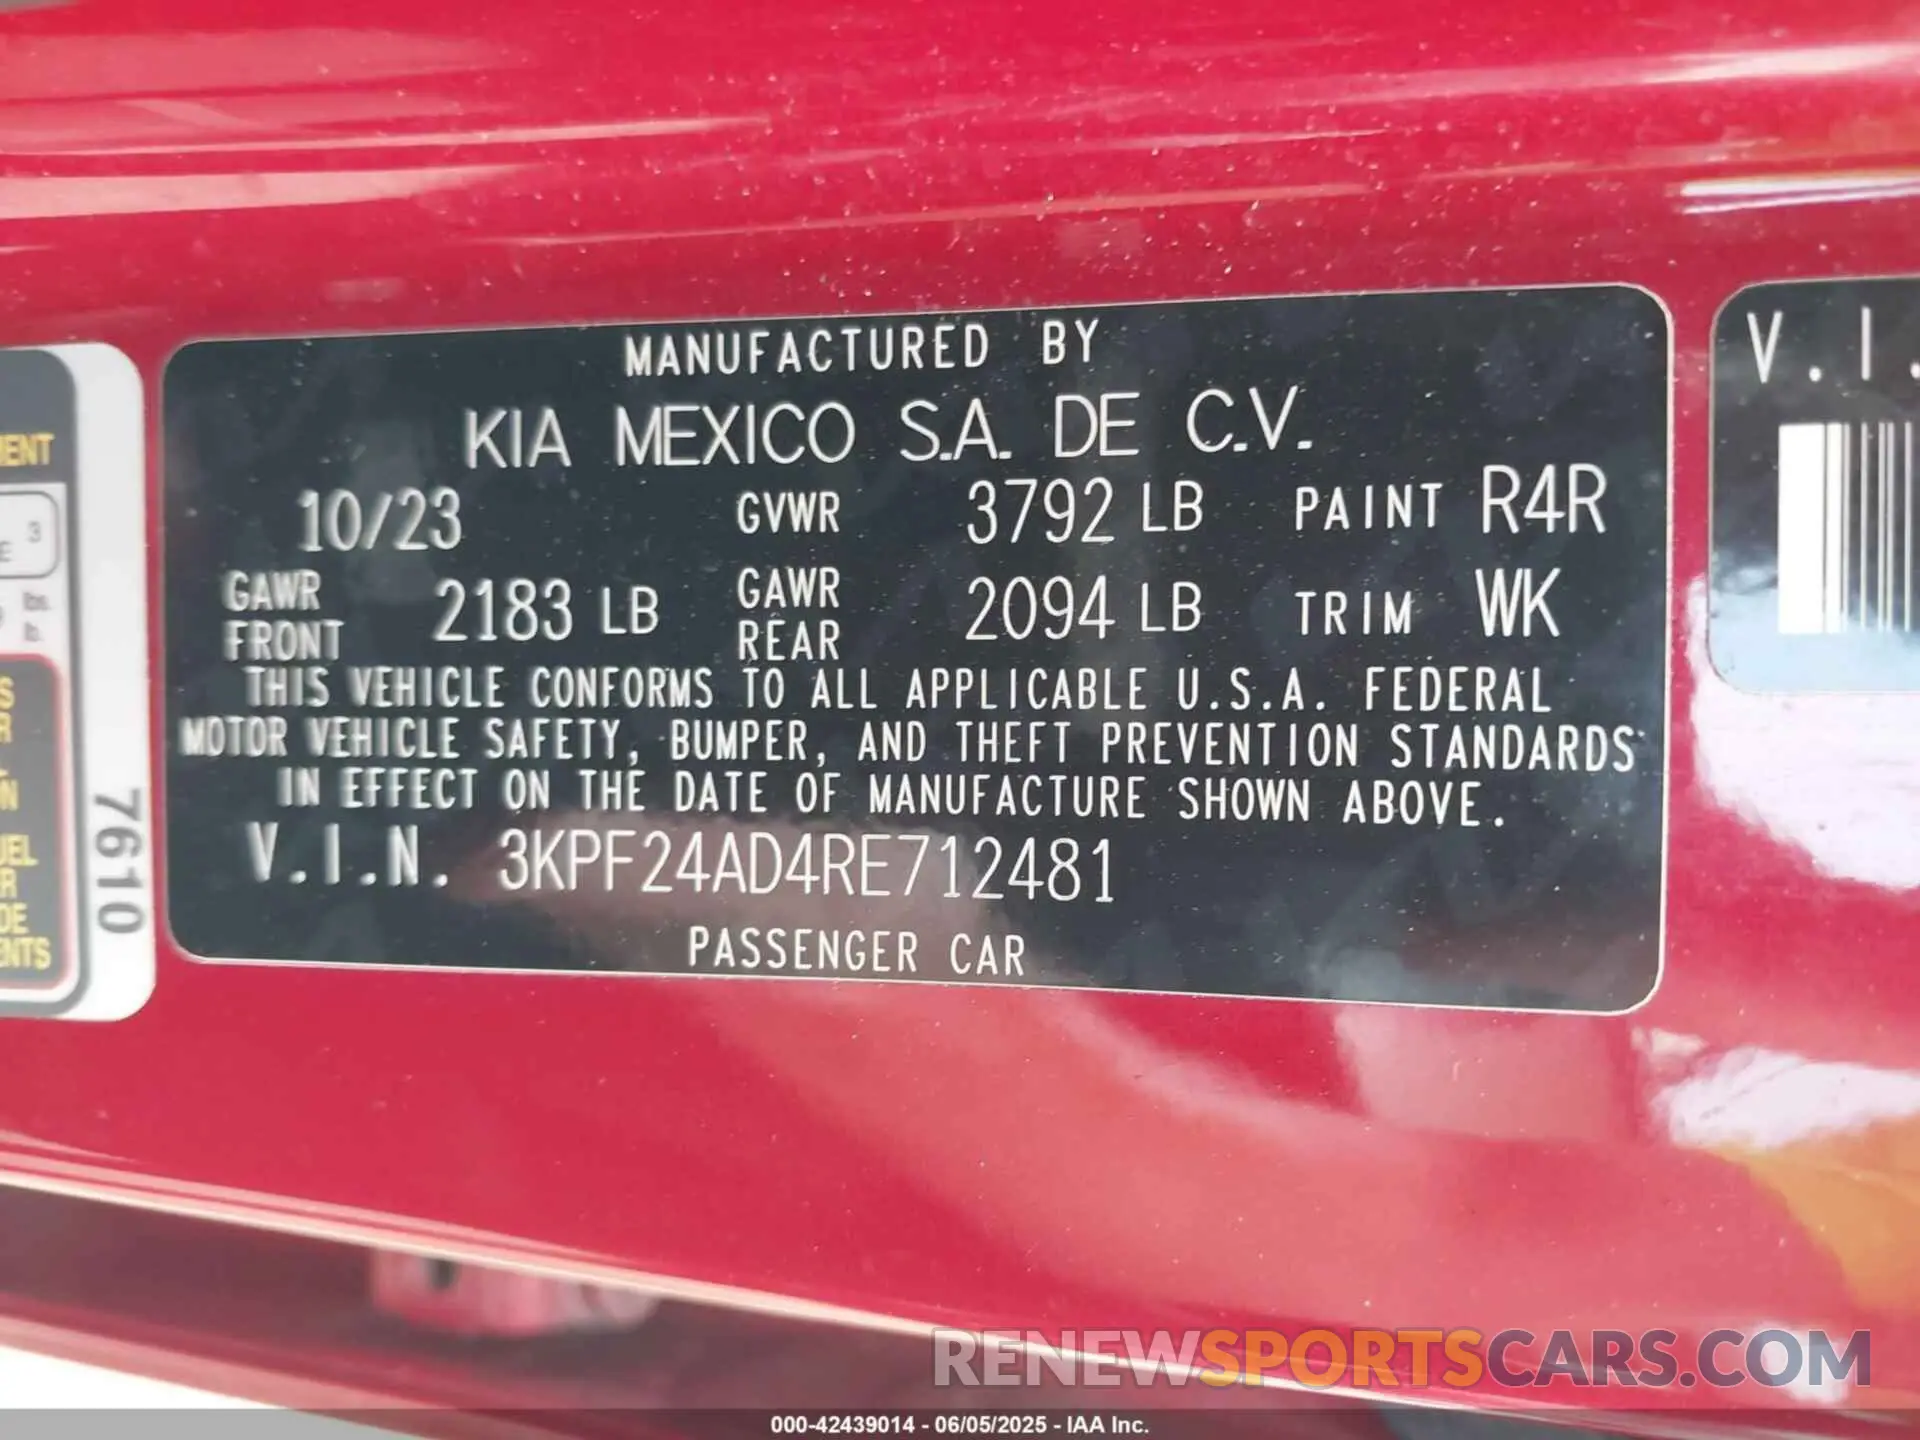 MANUFACTURED BY
KIA MEXICO S.A. DE C.V.
10/23 GVWR 3792 LB PAINT R4R
GAWR FRONT 2183 LB GAWR REAR 2094 LB TRIM WK
THIS VEHICLE CONFORMS TO ALL APPLICABLE U.S.A. FEDERAL
MOTOR VEHICLE SAFETY, BUMPER, AND THEFT PREVENTION STANDARDS
IN EFFECT ON THE DATE OF MANUFACTURE SHOWN ABOVE.
V.I.N. 3KPF24AD4RE712481
PASSENGER CAR
V.I.
3
lbs.
lb.
7610
RENEWSPORTSCARS.COM
000-42439014 - 06/05/2025 - IAA Inc.